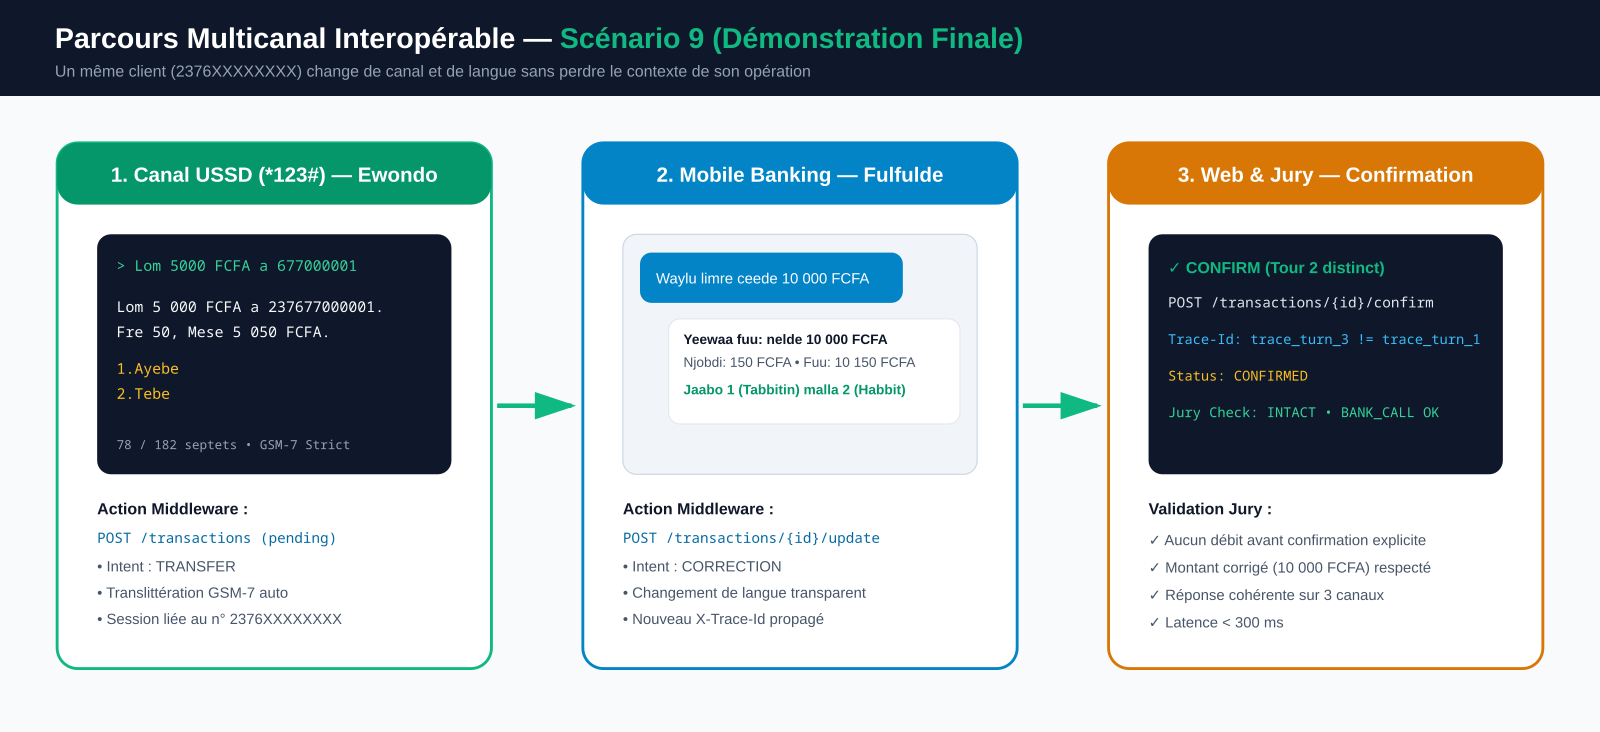 Parcours Multicanal Interopérable — Scénario 9 (Démonstration Finale)
Un même client (2376XXXXXXXX) change de canal et de langue sans perdre le contexte de son opération
1. Canal USSD (*123#) — Ewondo
> Lom 5000 FCFA a 677000001
Lom 5 000 FCFA a 237677000001.
Fre 50, Mese 5 050 FCFA.
1.Ayebe
2.Tebe
78 / 182 septets • GSM-7 Strict
Action Middleware :
POST /transactions (pending)
• Intent : TRANSFER
• Translittération GSM-7 auto
• Session liée au n° 2376XXXXXXXX
2. Mobile Banking — Fulfulde
Waylu limre ceede 10 000 FCFA
Yeewaa fuu: nelde 10 000 FCFA
Njobdi: 150 FCFA • Fuu: 10 150 FCFA
Jaabo 1 (Tabbitin) malla 2 (Habbit)
Action Middleware :
POST /transactions/{id}/update
• Intent : CORRECTION
• Changement de langue transparent
• Nouveau X-Trace-Id propagé
3. Web & Jury — Confirmation
✓ CONFIRM (Tour 2 distinct)
POST /transactions/{id}/confirm
Trace-Id: trace_turn_3 != trace_turn_1
Status: CONFIRMED
Jury Check: INTACT • BANK_CALL OK
Validation Jury :
✓ Aucun débit avant confirmation explicite
✓ Montant corrigé (10 000 FCFA) respecté
✓ Réponse cohérente sur 3 canaux
✓ Latence < 300 ms